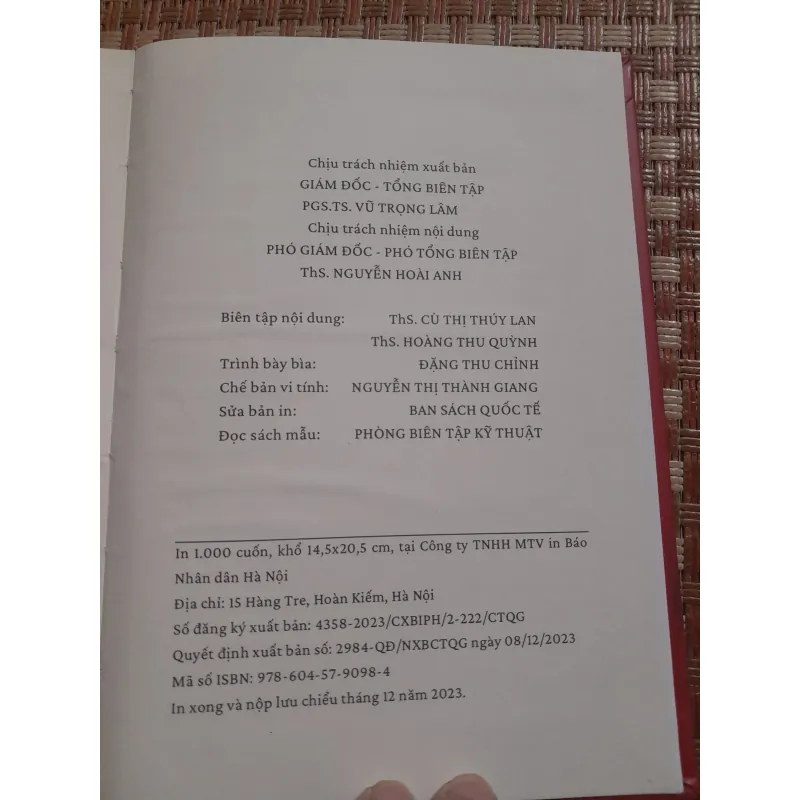 Chịu trách nhiệm xuất bản
GIÁM ĐỐC - TỔNG BIÊN TẬP
PGS.TS. VŨ TRỌNG LÂM
Chịu trách nhiệm nội dung
PHÓ GIÁM ĐỐC - PHÓ TỔNG BIÊN TẬP
ThS. NGUYỄN HOÀI ANH
Biên tập nội dung: ThS. CÙ THỊ THÚY LAN
ThS. HOÀNG THU QUỲNH
Trình bày bìa: ĐẶNG THU CHỈNH
Chế bản vi tính: NGUYỄN THỊ THÀNH GIANG
Sửa bản in: BAN SÁCH QUỐC TẾ
Đọc sách mẫu: PHÒNG BIÊN TẬP KỸ THUẬT
In 1.000 cuốn, khổ 14,5x20,5 cm, tại Công ty TNHH MTV in Báo
Nhân dân Hà Nội
Địa chỉ: 15 Hàng Tre, Hoàn Kiếm, Hà Nội
Số đăng ký xuất bản: 4358-2023/CXBIPH/2-222/CTQG
Quyết định xuất bản số: 2984-QĐ/NXBCTQG ngày 08/12/2023
Mã số ISBN: 978-604-57-9098-4
In xong và nộp lưu chiểu tháng 12 năm 2023.